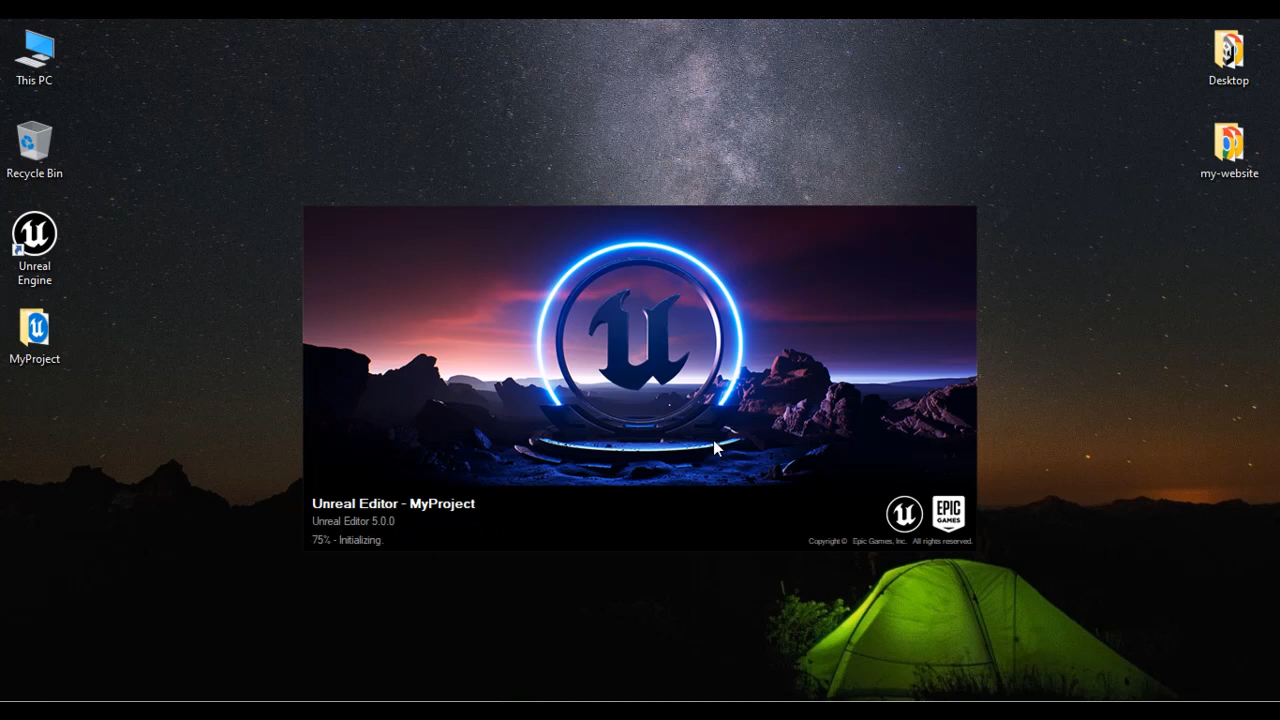 This PC
Recycle Bin
Unreal
Engine
MyProject
Desktop
my-website
Unreal Editor - MyProject
Unreal Editor 5.0.0
75% - Initializing.
EPIC
GAMES
Copyright © Epic Games, Inc. All rights reserved.